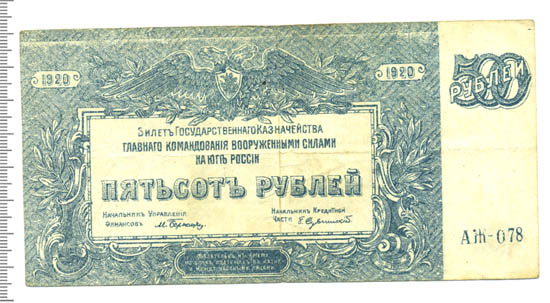 1920
1920
500
РУБЛЕЙ
БИЛЕТЪ ГОСУДАРСТВЕННАГО КАЗНАЧЕЙСТВА
ГЛАВНАГО КОМАНДОВАНІЯ ВООРУЖЕННЫМИ СИЛАМИ
НА ЮГѢ РОССІИ
ПЯТЬСОТЪ РУБЛЕЙ
НАЧАЛЬНИКЪ УПРАВЛЕНІЯ
ФИНАНСОВЪ
НАЧАЛЬНИКЪ КРЕДИТНОЙ
ЧАСТИ
АЖ-078